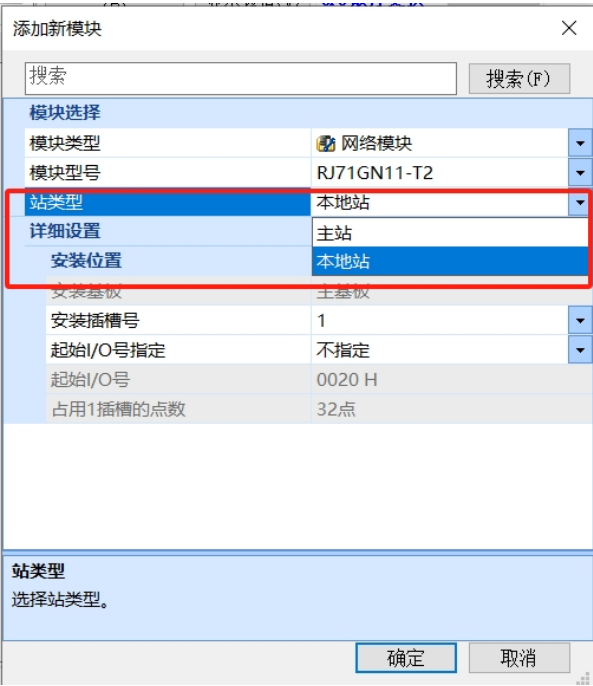 添加新模块
搜索
搜索(F)
模块选择
模块类型 网络模块
模块型号 RJ71GN11-T2
站类型 本地站
详细设置 主站
安装位置 本地站
安装基板 主基板
安装插槽号 1
起始I/O号指定 不指定
起始I/O号 0020 H
占用1插槽的点数 32点
站类型
选择站类型。
确定 取消